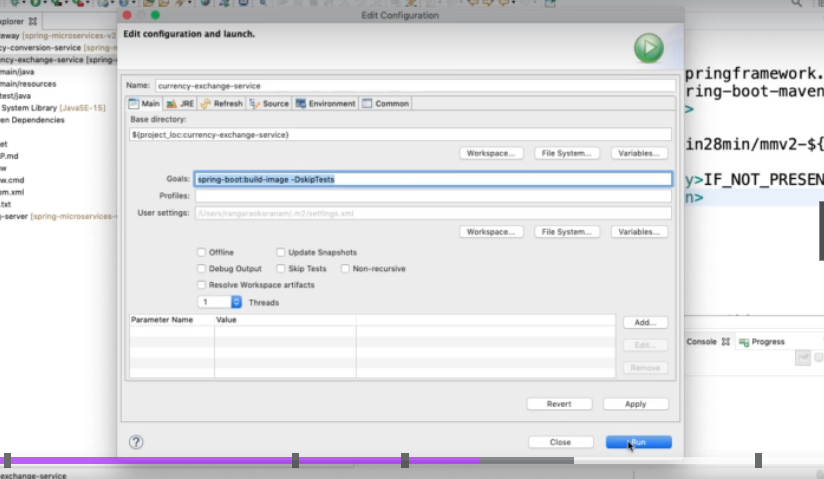 Edit Configuration
Edit configuration and launch.
Name: currency-exchange-service
Main JRE Refresh Source Environment Common
Base directory:
${project_loc:currency-exchange-service}
Workspace... File System... Variables...
Goals: spring-boot:build-image -DskipTests
Profiles:
User settings: /Users/rangaraokaranam/.m2/settings.xml
Workspace... File System... Variables...
Offline Update Snapshots
Debug Output Skip Tests Non-recursive
Resolve Workspace artifacts
1 Threads
Parameter Name Value
Add...
Edit...
Remove
Revert Apply
? Close Run
xplorer
eway [spring-microservices-v2
cy-conversion-service [spring-m
ncy-exchange-service [spring-
main/java
main/resources
test/java
System Library [JavaSE-15]
en Dependencies
et
P.md
w
w.cmd
om.xml
.txt
g-server [spring-microservices-v
pringframework.
ring-boot-maven
>
in28min/mmv2-${
y>IF_NOT_PRESEN
n>
Console Progress
exchange-service